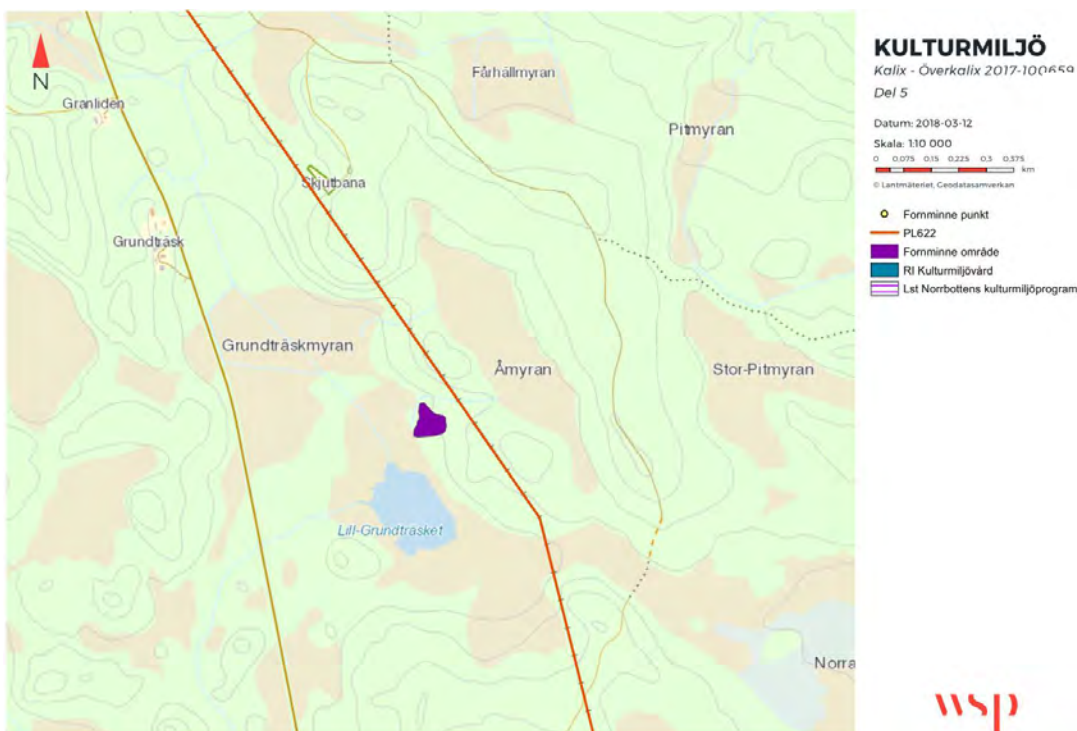 N
Granliden
Fårhällmyran
Pitmyran
Skjutbana
Grundträsk
Grundträskmyran
Åmyran
Stor-Pitmyran
Lill-Grundträsket
Norra
KULTURMILJÖ
Kalix - Överkalix 2017-100659
Del 5
Datum: 2018-03-12
Skala: 1:10 000
0 0,075 0,15 0,225 0,3 0,375
km
© Lantmäteriet, Geodatasamverkan
Fornminne punkt
PL622
Fornminne område
RI Kulturmiljövård
Lst Norrbottens kulturmiljöprogram
wsp